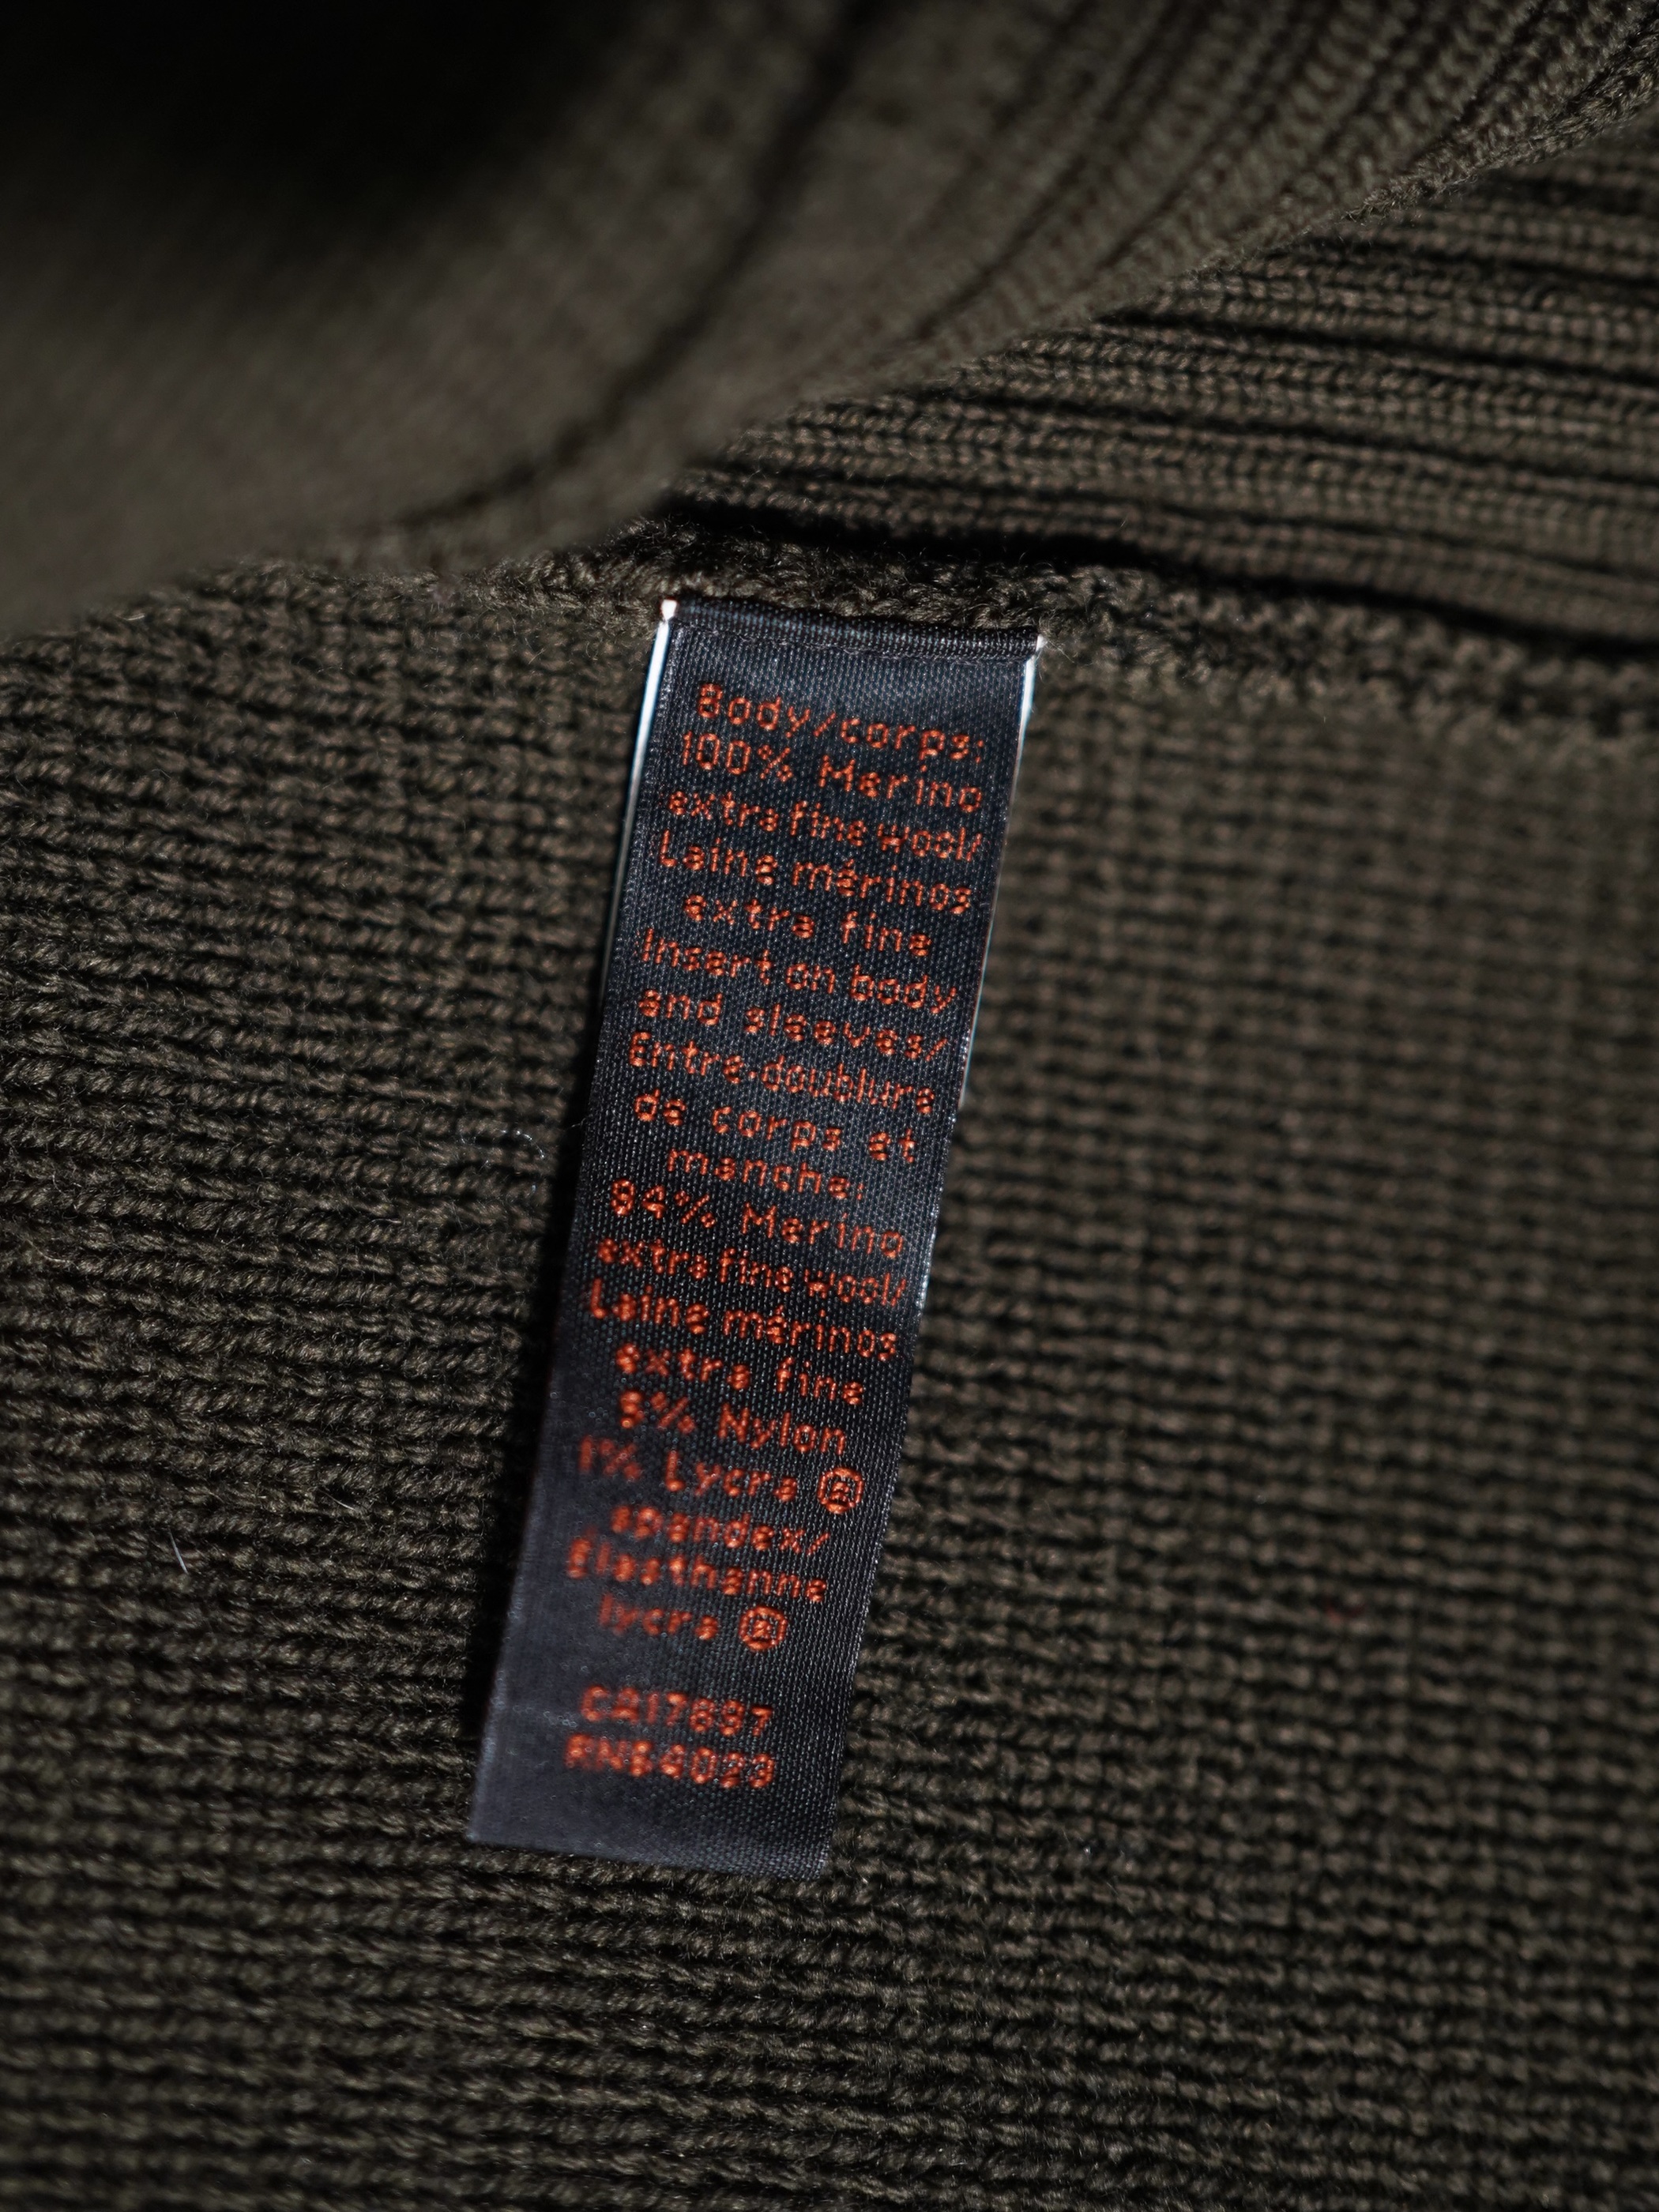 Body/corps:
100% Merino
extra fine wool/
Laine mérinos
extra fine
Insert on body
and sleeves/
Entre-doublure
de corps et
manche:
94% Merino
extra fine wool/
Laine mérinos
extra fine
5% Nylon
1% Lycra ®
spandex/
Élasthanne
lycra ®
CA17897
RN54023